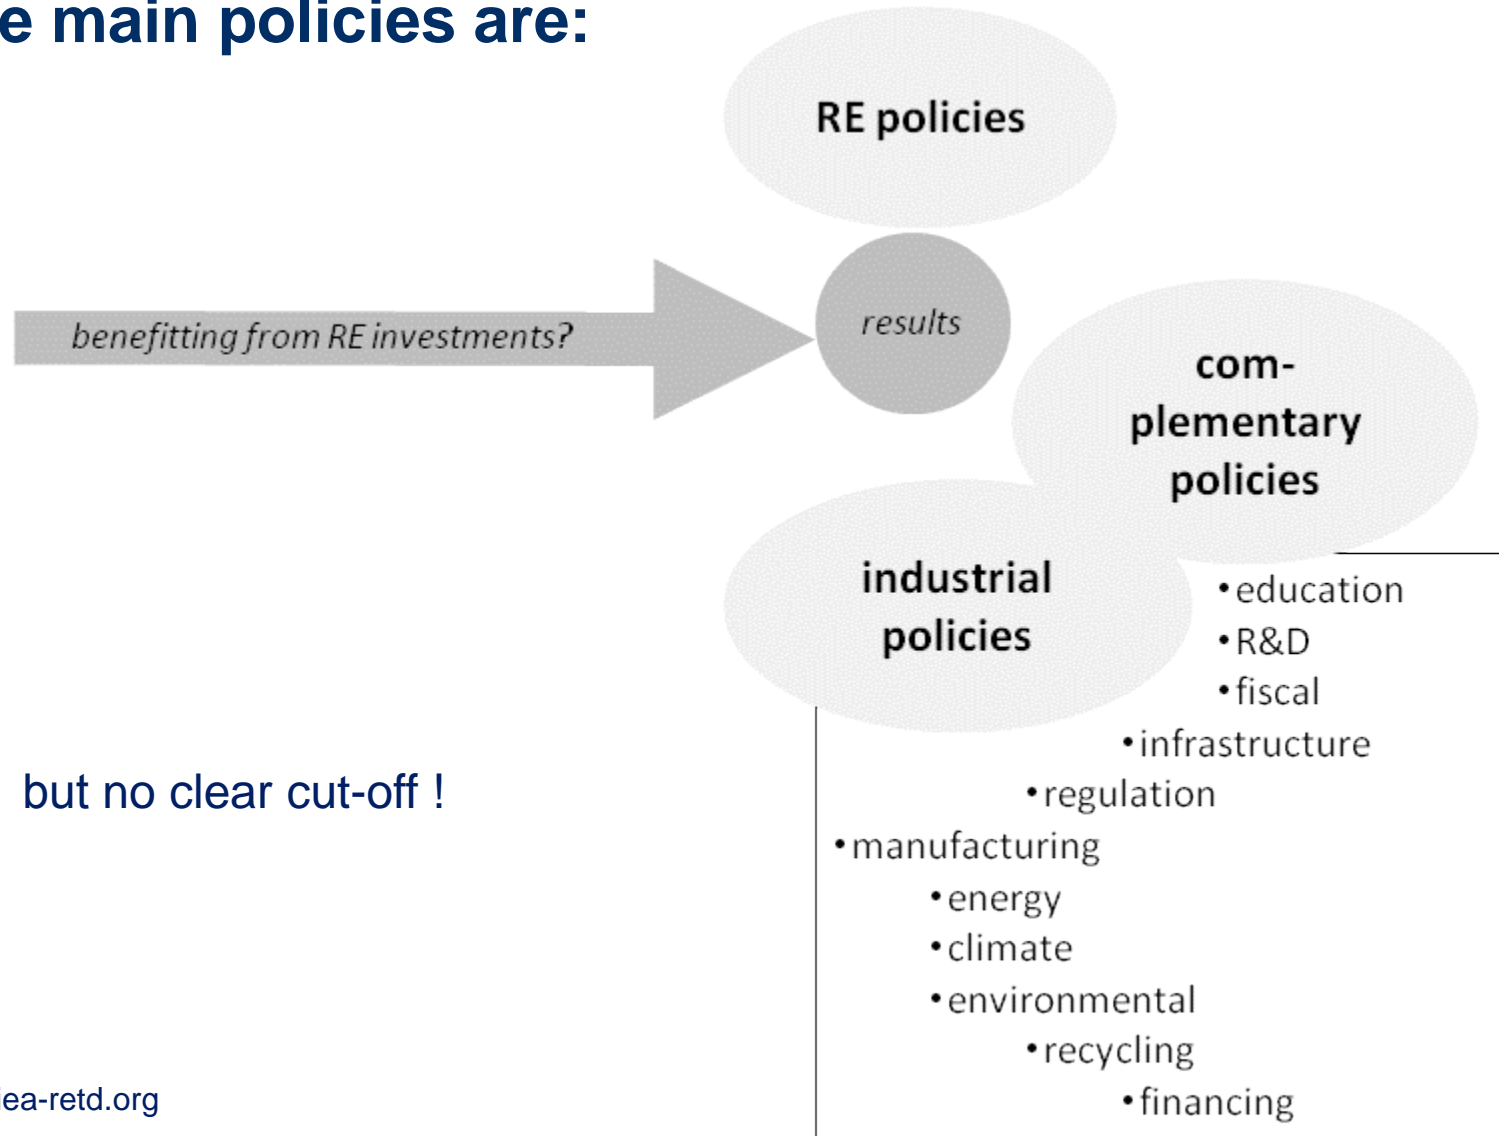 e main policies are:
RE policies
benefitting from RE investments?
results
com-
plementary
policies
industrial
policies
•education
•R&D
•fiscal
•infrastructure
•regulation
•manufacturing
•energy
•climate
•environmental
•recycling
•financing
but no clear cut-off !
iea-retd.org